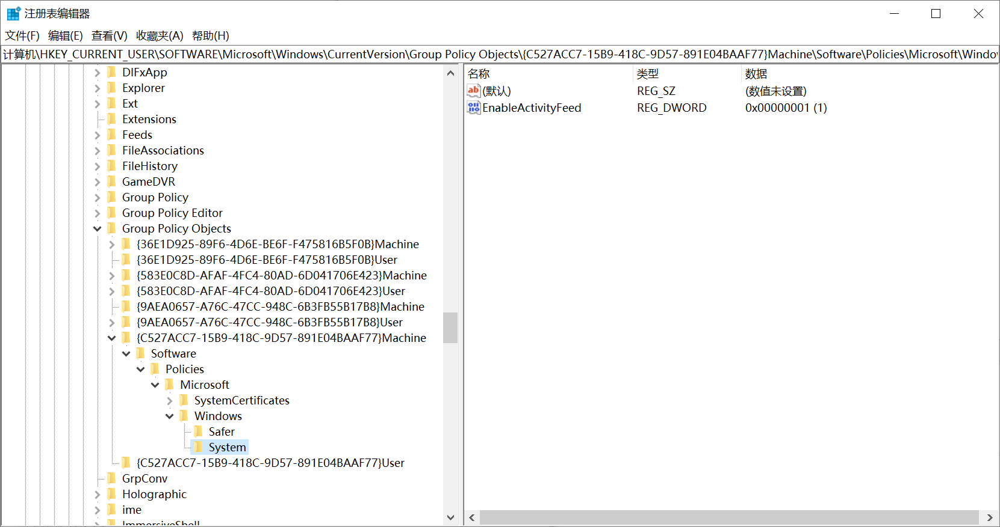 注册表编辑器
文件(F) 编辑(E) 查看(V) 收藏夹(A) 帮助(H)
计算机\HKEY_CURRENT_USER\SOFTWARE\Microsoft\Windows\CurrentVersion\Group Policy Objects\{C527ACC7-15B9-418C-9D57-891E04BAAF77}Machine\Software\Policies\Microsoft\Windo
DIFxApp
Explorer
Ext
Extensions
Feeds
FileAssociations
FileHistory
GameDVR
Group Policy
Group Policy Editor
Group Policy Objects
{36E1D925-89F6-4D6E-BE6F-F475816B5F0B}Machine
{36E1D925-89F6-4D6E-BE6F-F475816B5F0B}User
{583E0C8D-AFAF-4FC4-80AD-6D041706E423}Machine
{583E0C8D-AFAF-4FC4-80AD-6D041706E423}User
{9AEA0657-A76C-47CC-948C-6B3FB55B17B8}Machine
{9AEA0657-A76C-47CC-948C-6B3FB55B17B8}User
{C527ACC7-15B9-418C-9D57-891E04BAAF77}Machine
Software
Policies
Microsoft
SystemCertificates
Windows
Safer
System
{C527ACC7-15B9-418C-9D57-891E04BAAF77}User
GrpConv
Holographic
ime
ImmersiveShell
名称 类型 数据
(默认) REG_SZ (数值未设置)
EnableActivityFeed REG_DWORD 0x00000001 (1)